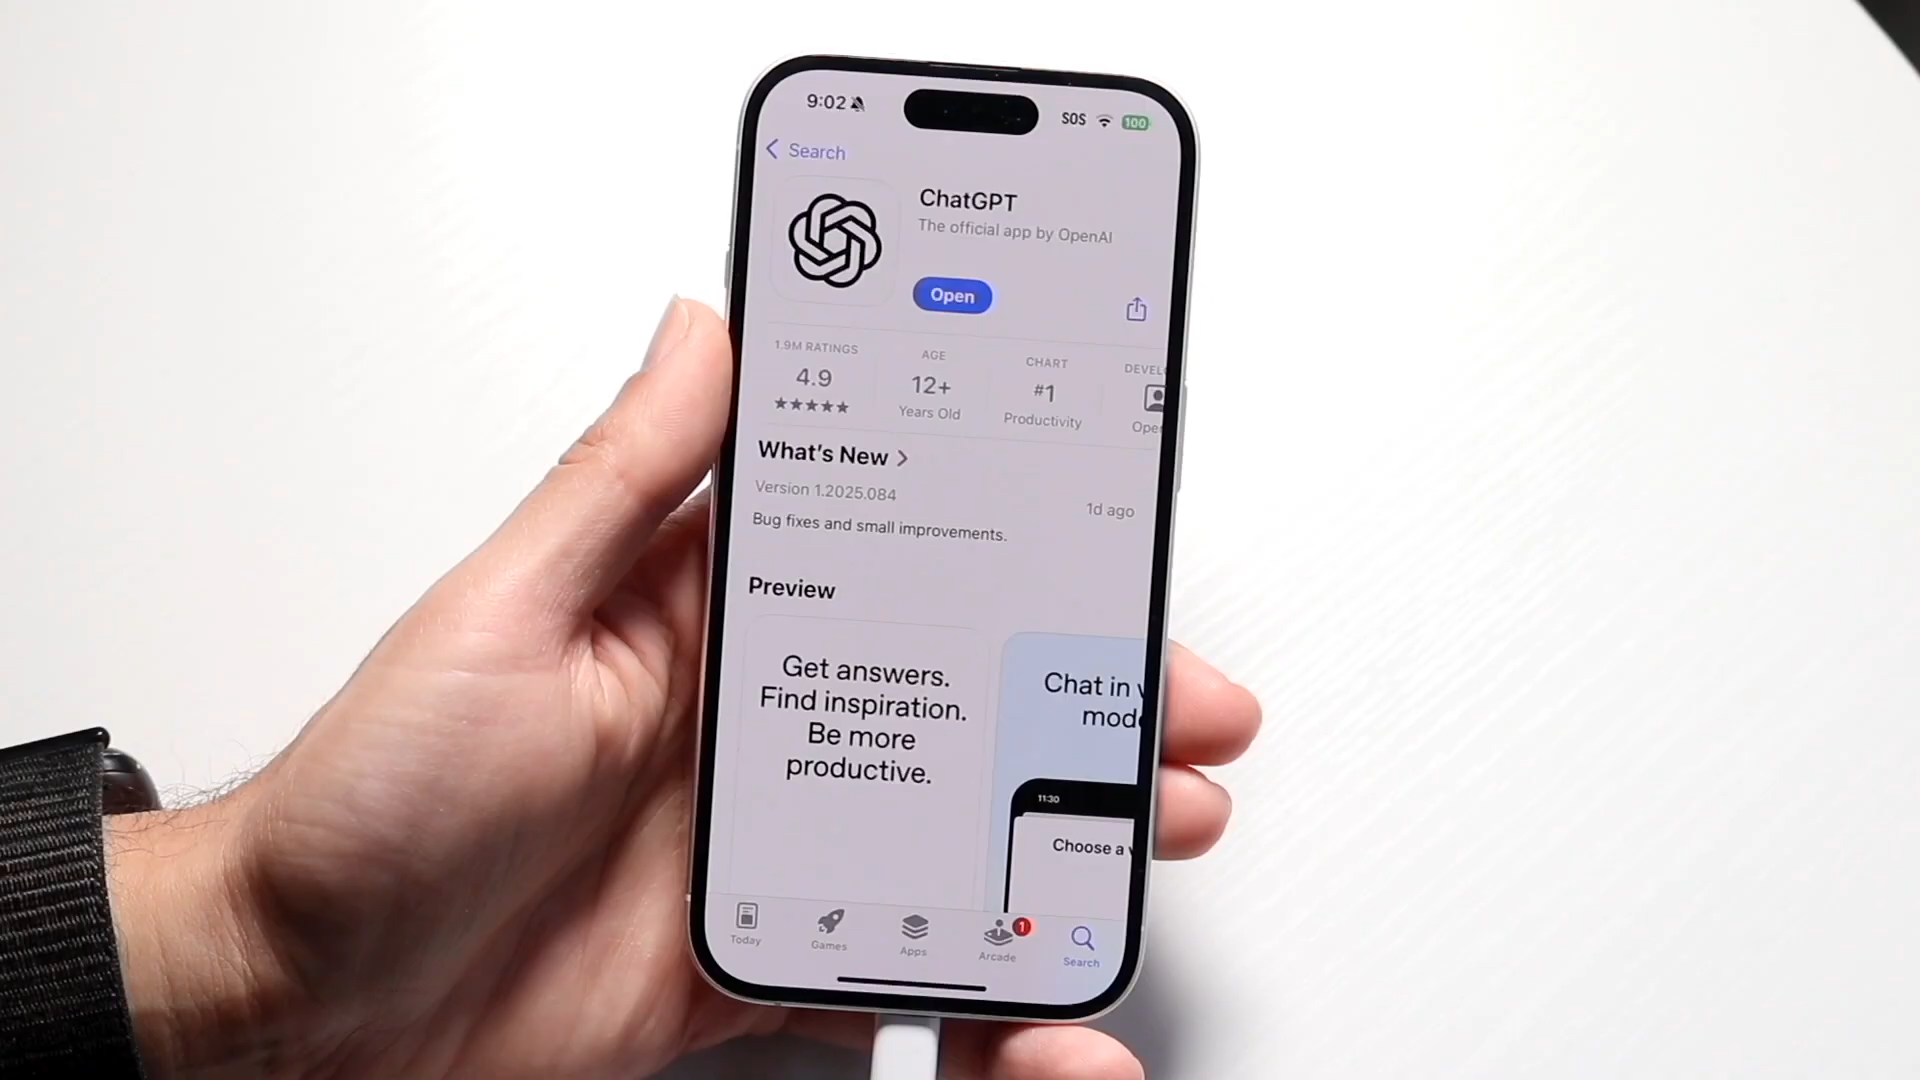 9:02
SOS
100
Search
ChatGPT
The official app by OpenAI
Open
1.9M RATINGS
4.9
AGE
12+
Years Old
CHART
#1
Productivity
DEVEL
Ope
What's New
Version 1.2025.084
1d ago
Bug fixes and small improvements.
Preview
Get answers.
Find inspiration.
Be more
productive.
Chat in
mod
11:30
Choose a
Today
Games
Apps
Arcade
1
Search